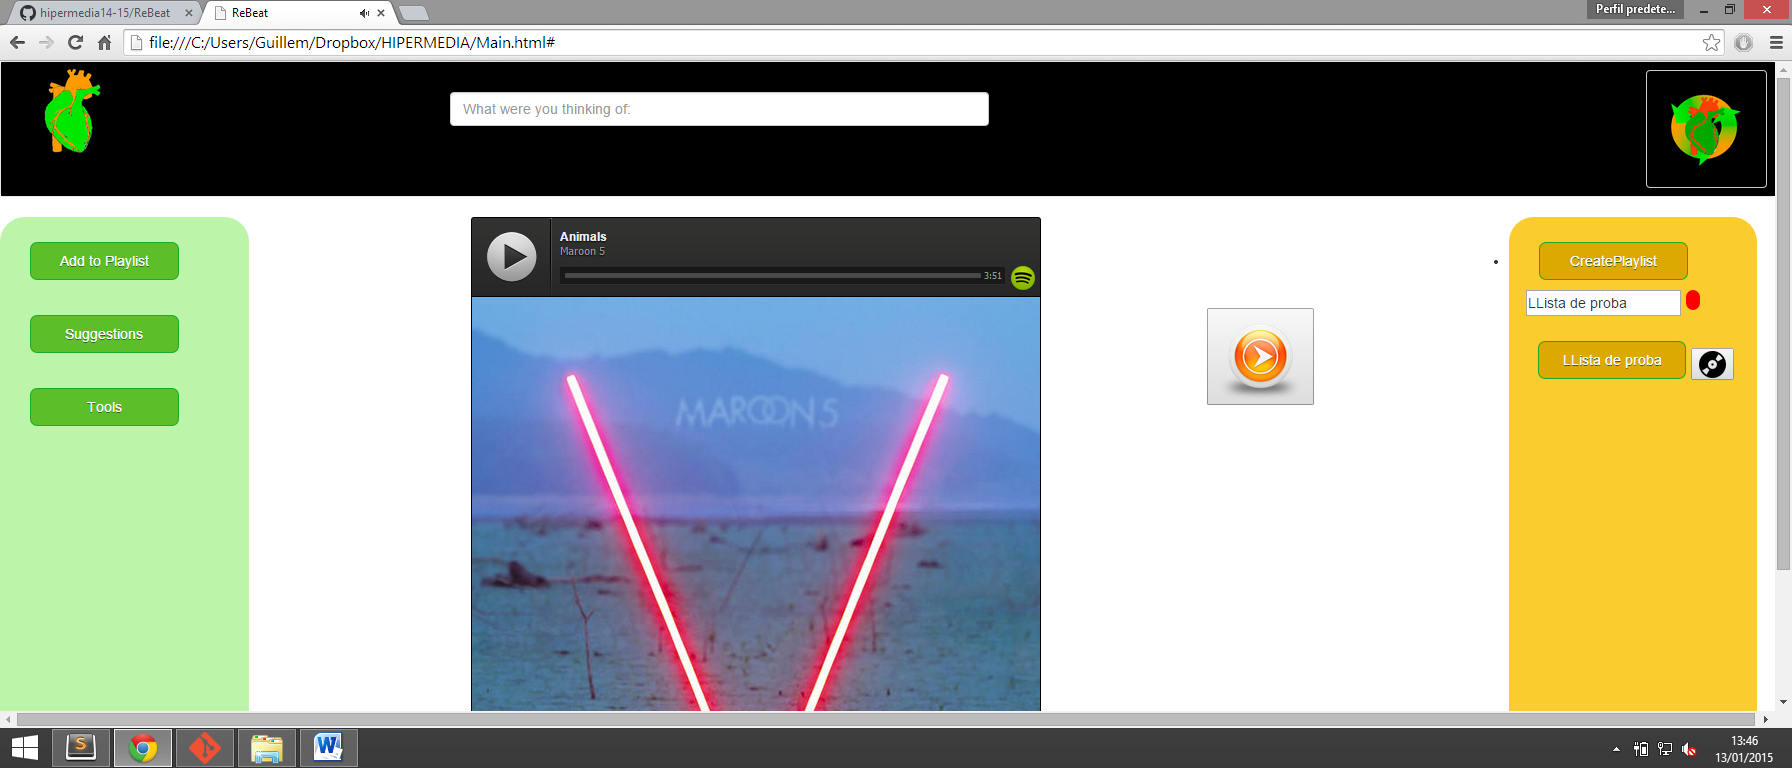 hipermedia14-15/ReBeat
ReBeat
Perfil predete...
file:///C:/Users/Guillem/Dropbox/HIPERMEDIA/Main.html#
What were you thinking of:
Add to Playlist
Suggestions
Tools
Animals
Maroon 5
3:51
MAROON 5
CreatePlaylist
LLista de proba
LLista de proba
13:46
13/01/2015